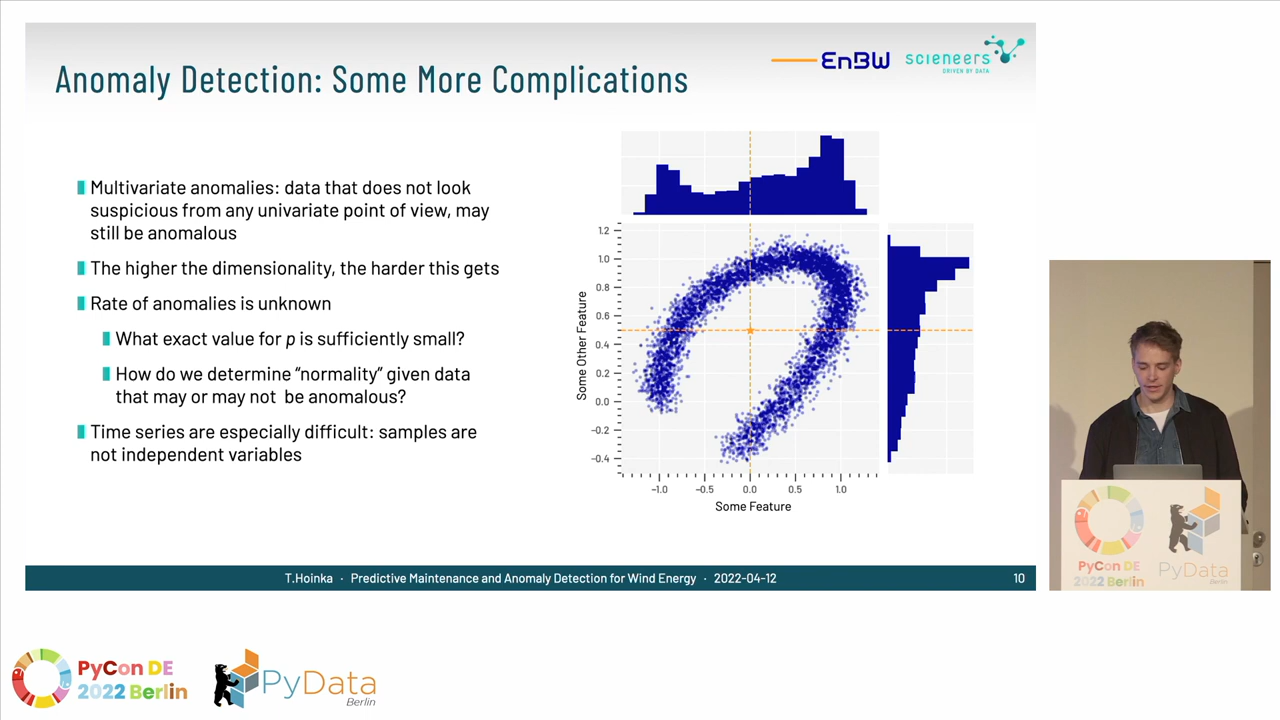 Anomaly Detection: Some More Complications
EnBW
scieneers
DRIVEN BY DATA
Multivariate anomalies: data that does not look
suspicious from any univariate point of view, may
still be anomalous
The higher the dimensionality, the harder this gets
Rate of anomalies is unknown
What exact value for p is sufficiently small?
How do we determine “normality” given data
that may or may not be anomalous?
Time series are especially difficult: samples are
not independent variables
Some Other Feature
1.2
1.0
0.8
0.6
0.4
0.2
0.0
−0.2
−0.4
−1.0 −0.5 0.0 0.5 1.0
Some Feature
T.Hoinka · Predictive Maintenance and Anomaly Detection for Wind Energy · 2022-04-12
10
PyCon DE
2022 Berlin
PyData
Berlin
PyCon DE
2022 Berlin
PyData
Berlin